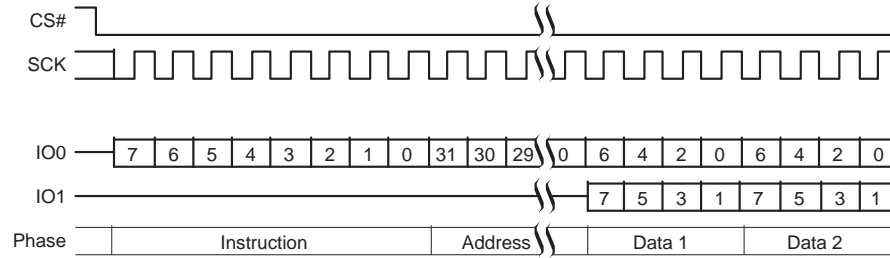 CS#
SCK
IO0 7 6 5 4 3 2 1 0 31 30 29 0 6 4 2 0 6 4 2 0
IO1 7 5 3 1 7 5 3 1
Phase Instruction Address Data 1 Data 2